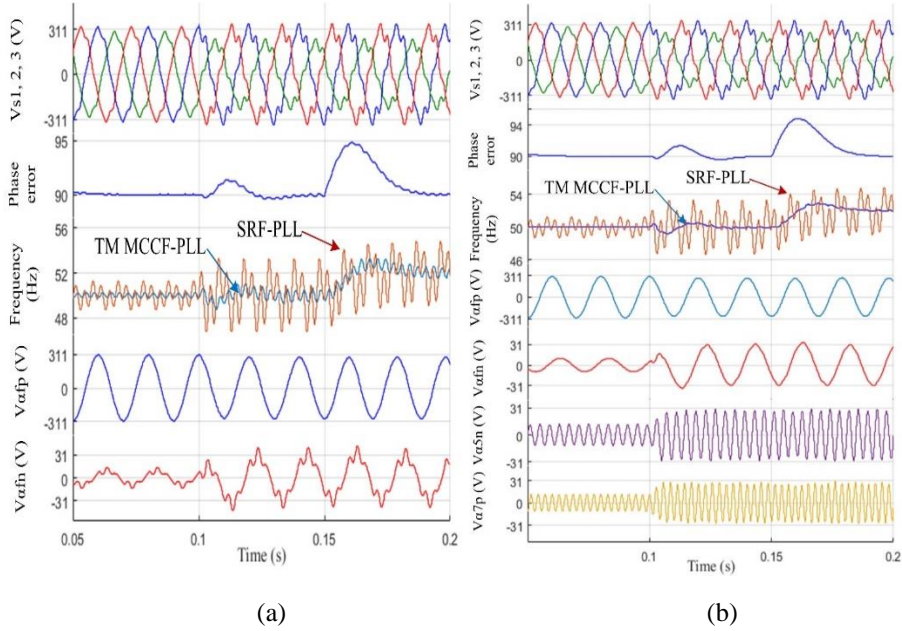 Vs1, 2, 3 (V)
311
0
-311
Phase
error
95
90
Frequency
(Hz)
56
52
48
TM MCCF-PLL
SRF-PLL
Vαfp (V)
311
0
-311
Vαfn (V)
31
0
-31
0.05
0.1
0.15
0.2
Time (s)
(a)
Vs1, 2, 3 (V)
311
0
-311
Phase
error
94
90
Frequency
(Hz)
54
50
46
TM MCCF-PLL
SRF-PLL
Vαfp (V)
311
0
-311
Vαfn (V)
31
0
-31
Vα5n (V)
31
0
-31
Vα7p (V)
31
0
-31
0.1
0.15
0.2
Time (s)
(b)